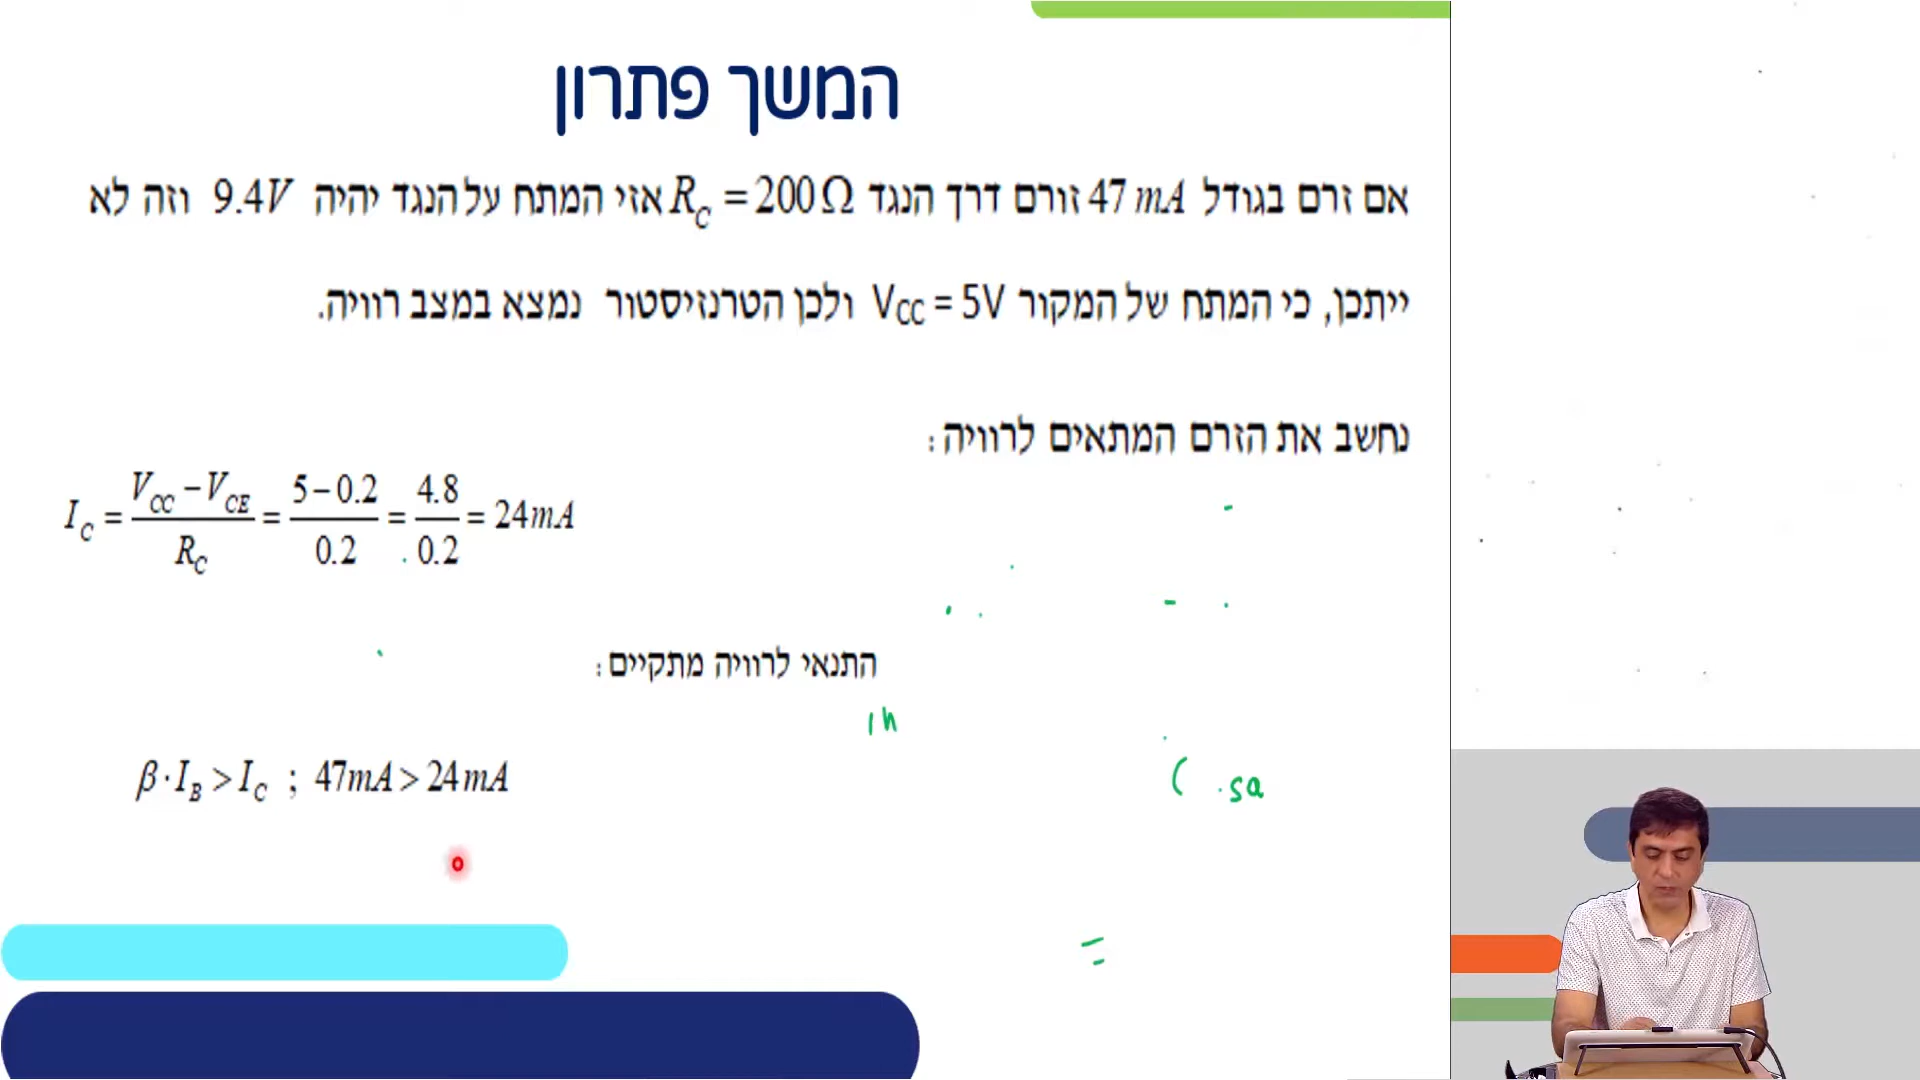 המשך פתרון
אם זרם בגודל 47 mA זורם דרך הנגד R_C = 200 Ω אזי המתח על הנגד יהיה 9.4V וזה לא
ייתכן, כי המתח של המקור V_CC = 5V ולכן הטרנזיסטור נמצא במצב רוויה.
נחשב את הזרם המתאים לרוויה:
I_C = (V_CC − V_CE) / R_C = (5 − 0.2) / 0.2 = 4.8 / 0.2 = 24mA
התנאי לרוויה מתקיים:
β · I_B > I_C ; 47mA > 24mA
( .sa
=